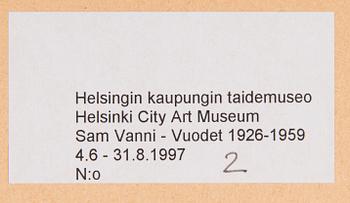 Helsingin kaupungin taidemuseo
Helsinki City Art Museum
Sam Vanni - Vuodet 1926-1959
4.6 - 31.8.1997
N:o 2